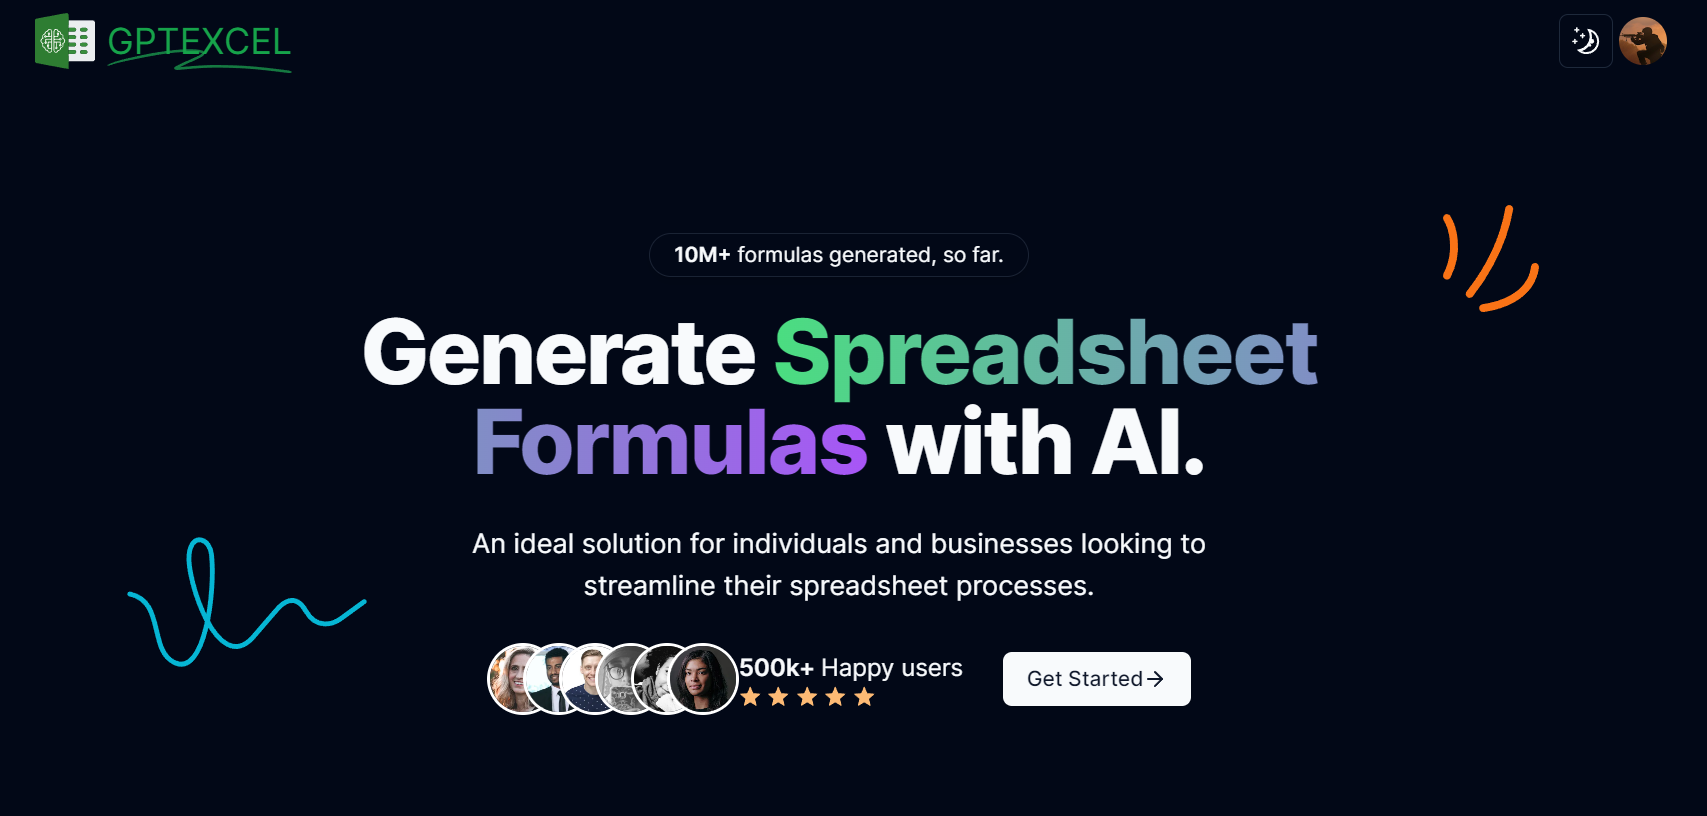 GPTEXCEL
10M+ formulas generated, so far.
Generate Spreadsheet
Formulas with AI.
An ideal solution for individuals and businesses looking to
streamline their spreadsheet processes.
500k+ Happy users
Get Started